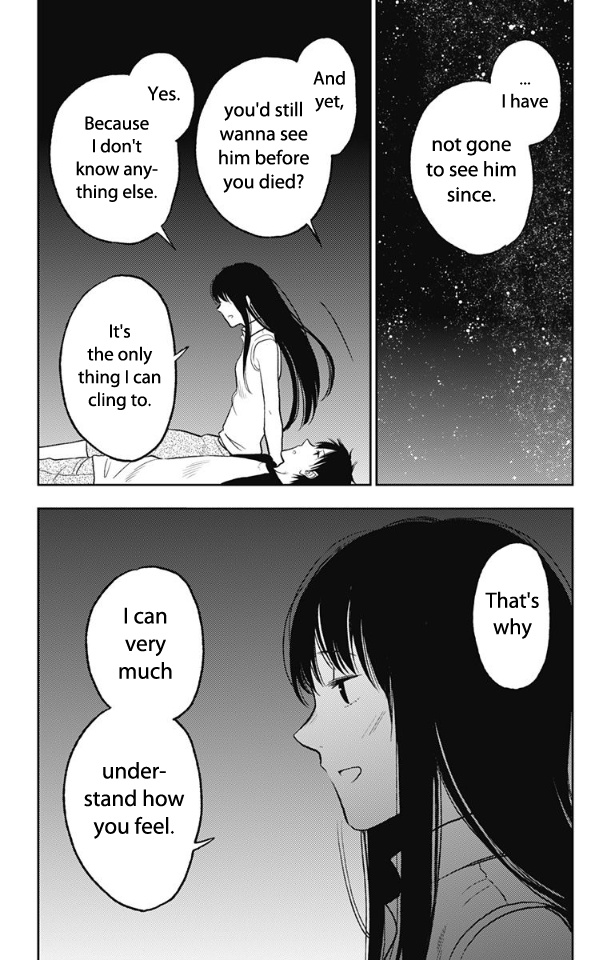 ...
I have
not gone
to see him
since.
And
yet,
you'd still
wanna see
him before
you died?
Yes.
Because
I don't
know any-
thing else.
It's
the only
thing I can
cling to.
That's
why
I can
very
much
under-
stand how
you feel.